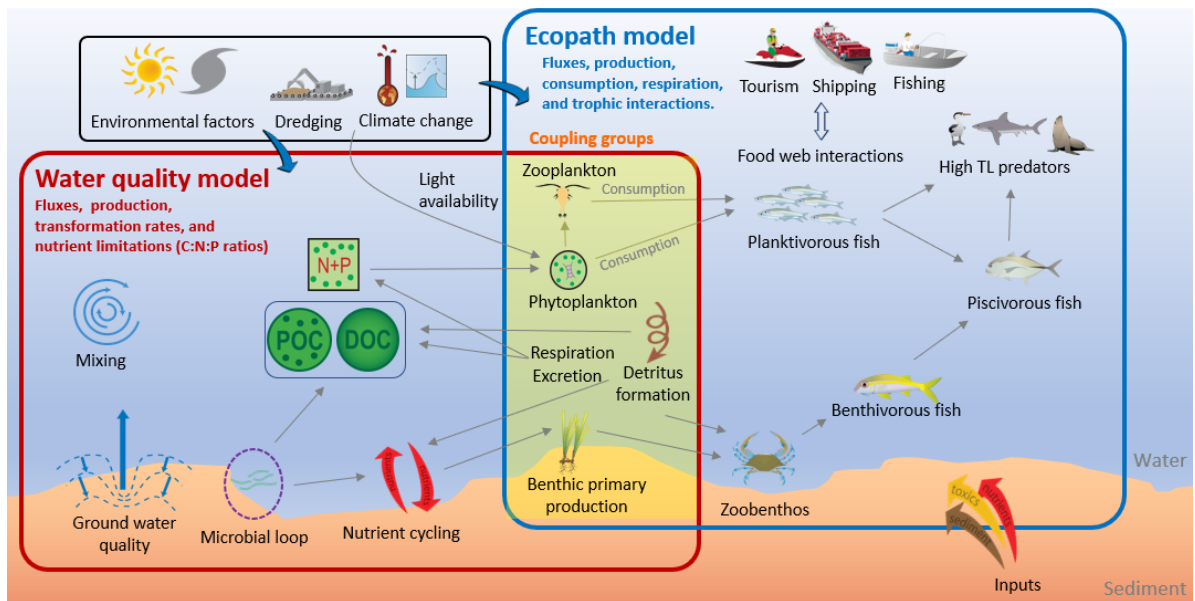 Environmental factors
Dredging
Climate change
Ecopath model
Fluxes, production,
consumption, respiration,
and trophic interactions.
Tourism
Shipping
Fishing
Food web interactions
High TL predators
Coupling groups
Water quality model
Fluxes, production,
transformation rates, and
nutrient limitations (C:N:P ratios)
Light
availability
Zooplankton
Consumption
Consumption
Planktivorous fish
N+P
Phytoplankton
Piscivorous fish
Mixing
POC
DOC
Respiration
Excretion
Detritus
formation
Benthivorous fish
Water
nutrients
nutrients
Ground water
quality
Microbial loop
Nutrient cycling
Benthic primary
production
Zoobenthos
toxics
nutrients
sediment
Inputs
Sediment